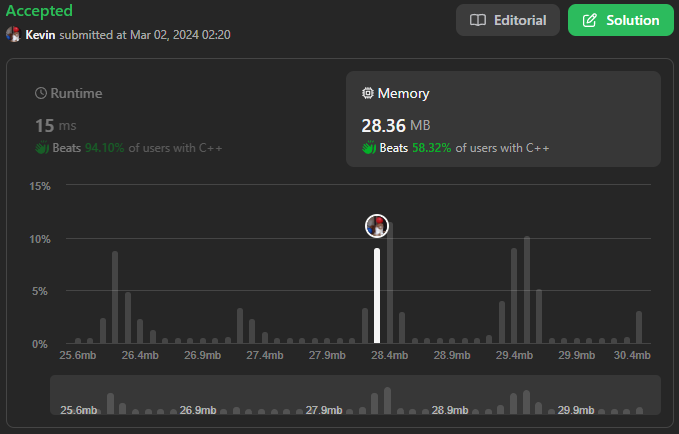 Accepted
Editorial
Solution
Kevin submitted at Mar 02, 2024 02:20
Runtime
15 ms
Beats 94.10% of users with C++
Memory
28.36 MB
Beats 58.32% of users with C++
15%
10%
5%
0%
25.6mb 26.4mb 26.9mb 27.4mb 27.9mb 28.4mb 28.9mb 29.4mb 29.9mb 30.4mb
25.6mb 26.9mb 27.9mb 28.9mb 29.9mb